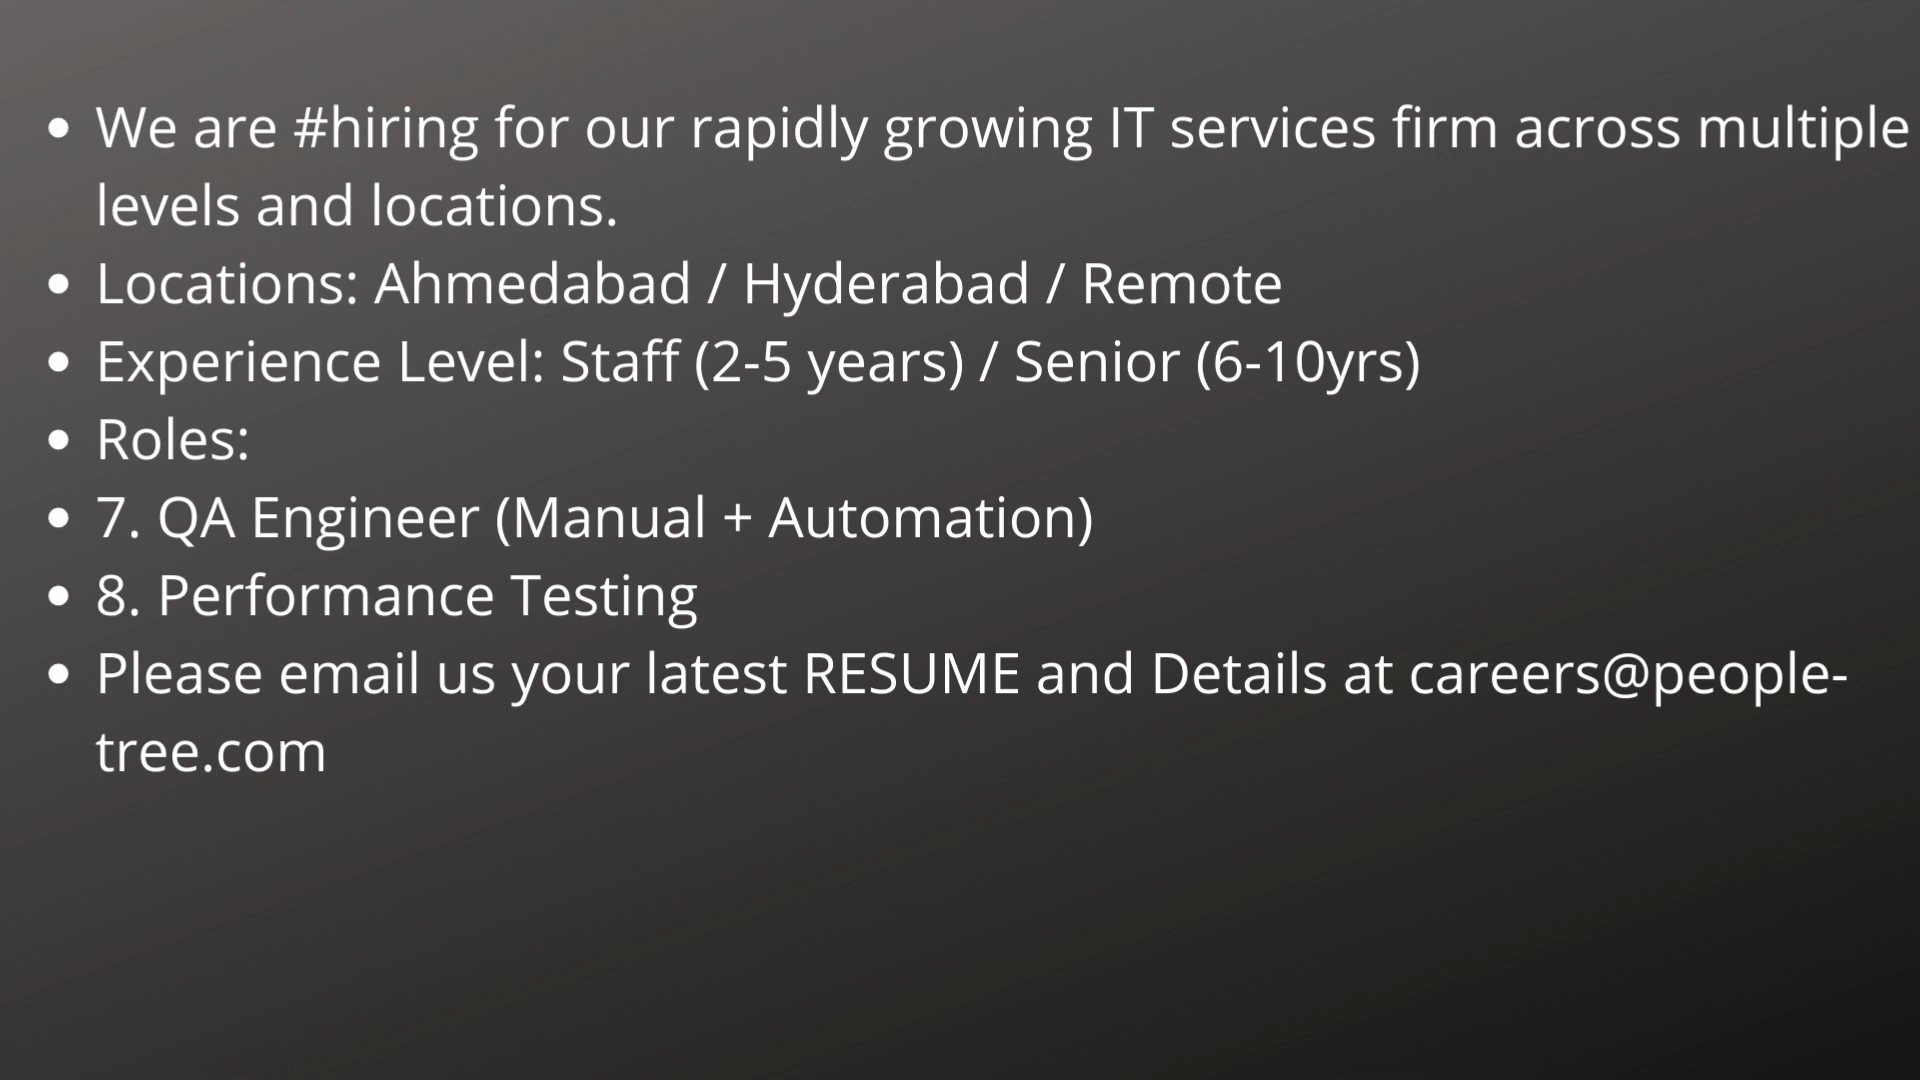 • We are #hiring for our rapidly growing IT services firm across multiple
levels and locations.
• Locations: Ahmedabad / Hyderabad / Remote
• Experience Level: Staff (2-5 years) / Senior (6-10yrs)
• Roles:
• 7. QA Engineer (Manual + Automation)
• 8. Performance Testing
• Please email us your latest RESUME and Details at careers@people-
tree.com